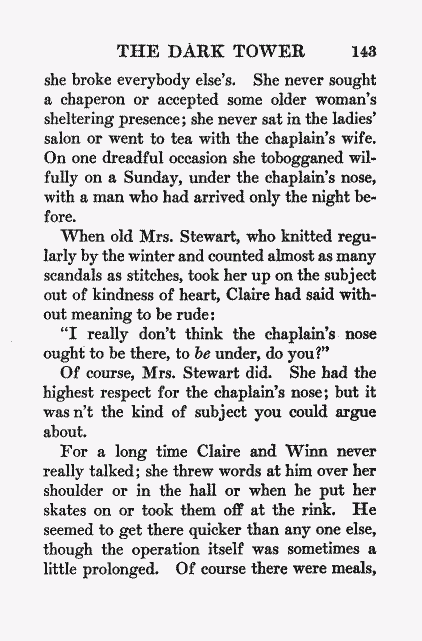 THE DARK TOWER 143
she broke everybody else's. She never sought
a chaperon or accepted some older woman's
sheltering presence; she never sat in the ladies'
salon or went to tea with the chaplain's wife.
On one dreadful occasion she tobogganed wil-
fully on a Sunday, under the chaplain's nose,
with a man who had arrived only the night be-
fore.
When old Mrs. Stewart, who knitted regu-
larly by the winter and counted almost as many
scandals as stitches, took her up on the subject
out of kindness of heart, Claire had said with-
out meaning to be rude:
"I really don't think the chaplain's nose
ought to be there, to be under, do you?"
Of course, Mrs. Stewart did. She had the
highest respect for the chaplain's nose; but it
was n't the kind of subject you could argue
about.
For a long time Claire and Winn never
really talked; she threw words at him over her
shoulder or in the hall or when he put her
skates on or took them off at the rink. He
seemed to get there quicker than any one else,
though the operation itself was sometimes a
little prolonged. Of course there were meals,